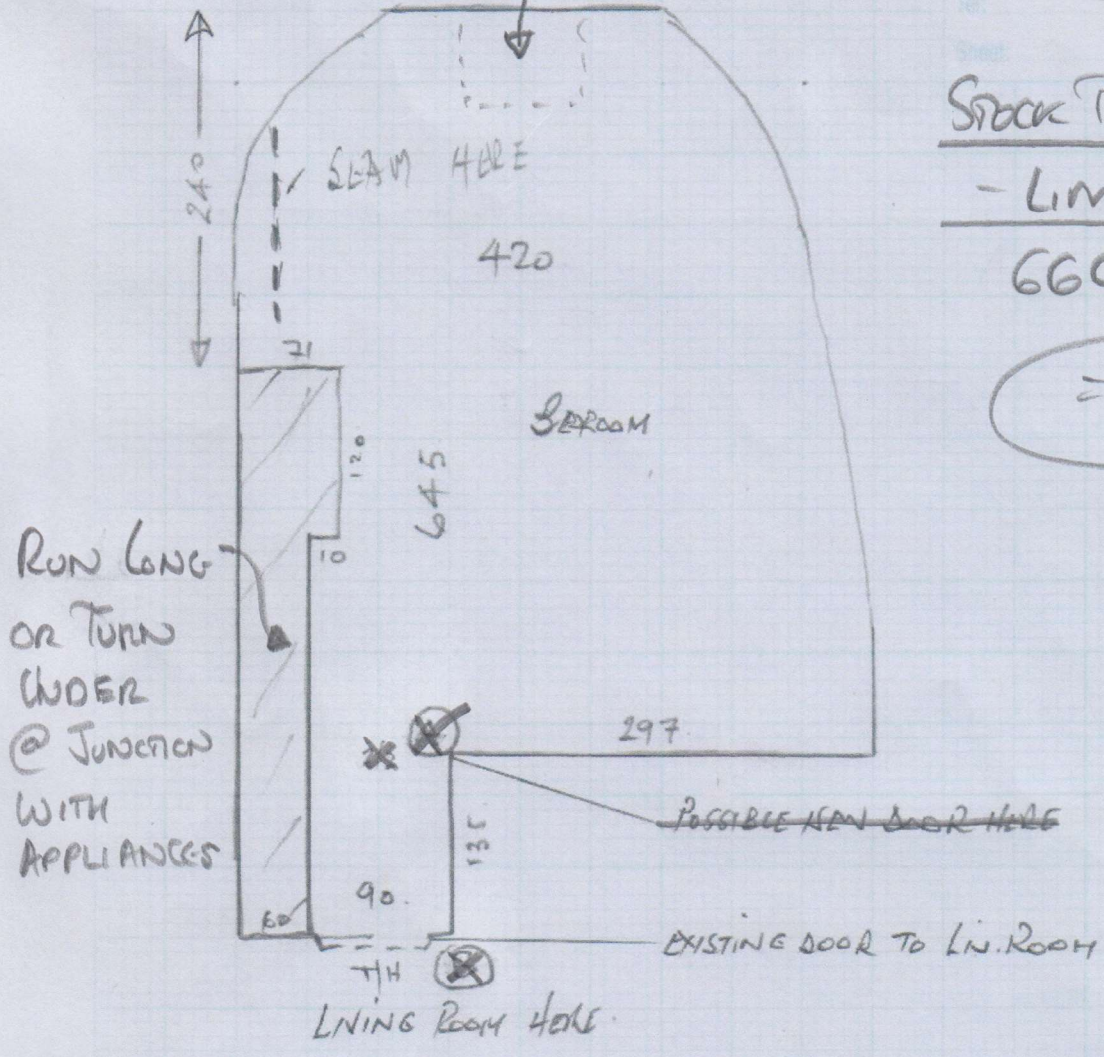 STOCK T
- LIN
660
=
240
SEAM HERE
420
71
BEDROOM
120
645
10
RUN LONG
OR TURN
UNDER
@ JUNCTION
WITH
APPLIANCES
297
POSSIBLE NEW DOOR HERE
135
90.
60
EXISTING DOOR TO LIV. ROOM
T/H
LIVING ROOM HERE.